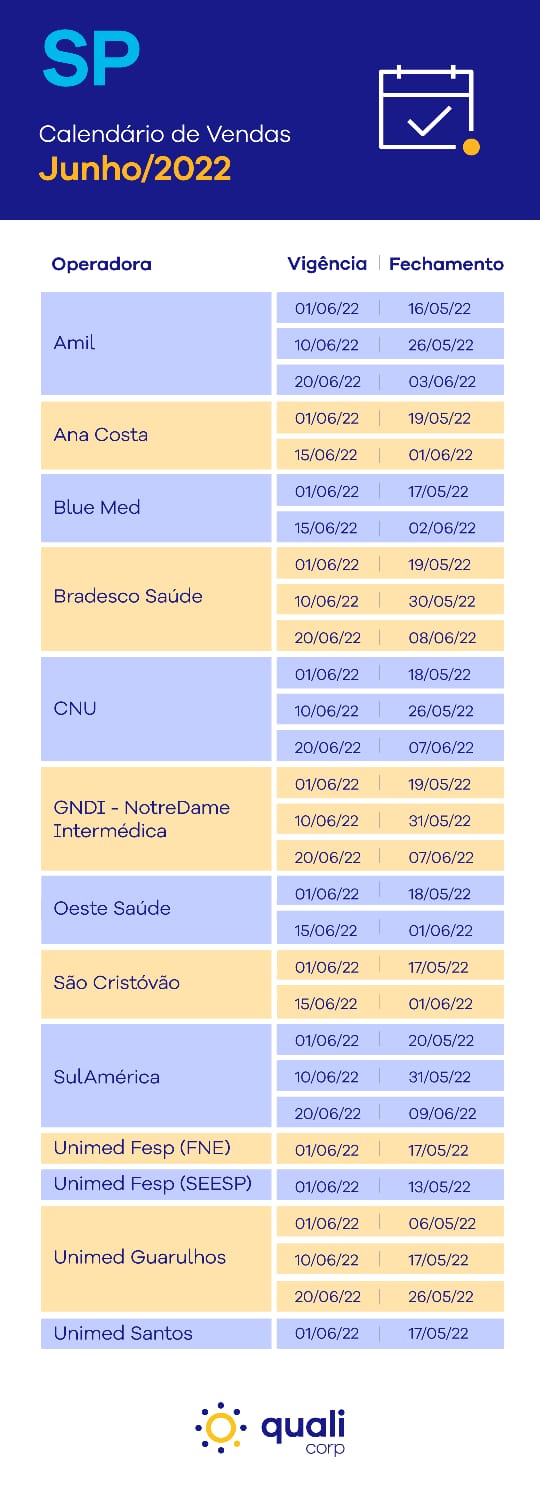 SP
Calendário de Vendas
Junho/2022
Operadora Vigência Fechamento
Amil
01/06/22 16/05/22
10/06/22 26/05/22
20/06/22 03/06/22
Ana Costa
01/06/22 19/05/22
15/06/22 01/06/22
Blue Med
01/06/22 17/05/22
15/06/22 02/06/22
Bradesco Saúde
01/06/22 19/05/22
10/06/22 30/05/22
20/06/22 08/06/22
CNU
01/06/22 18/05/22
10/06/22 26/05/22
20/06/22 07/06/22
GNDI - NotreDame
Intermédica
01/06/22 19/05/22
10/06/22 31/05/22
20/06/22 07/06/22
Oeste Saúde
01/06/22 18/05/22
15/06/22 01/06/22
São Cristóvão
01/06/22 17/05/22
15/06/22 01/06/22
SulAmérica
01/06/22 20/05/22
10/06/22 31/05/22
20/06/22 09/06/22
Unimed Fesp (FNE) 01/06/22 17/05/22
Unimed Fesp (SEESP) 01/06/22 13/05/22
Unimed Guarulhos
01/06/22 06/05/22
10/06/22 17/05/22
20/06/22 26/05/22
Unimed Santos 01/06/22 17/05/22
quali
corp